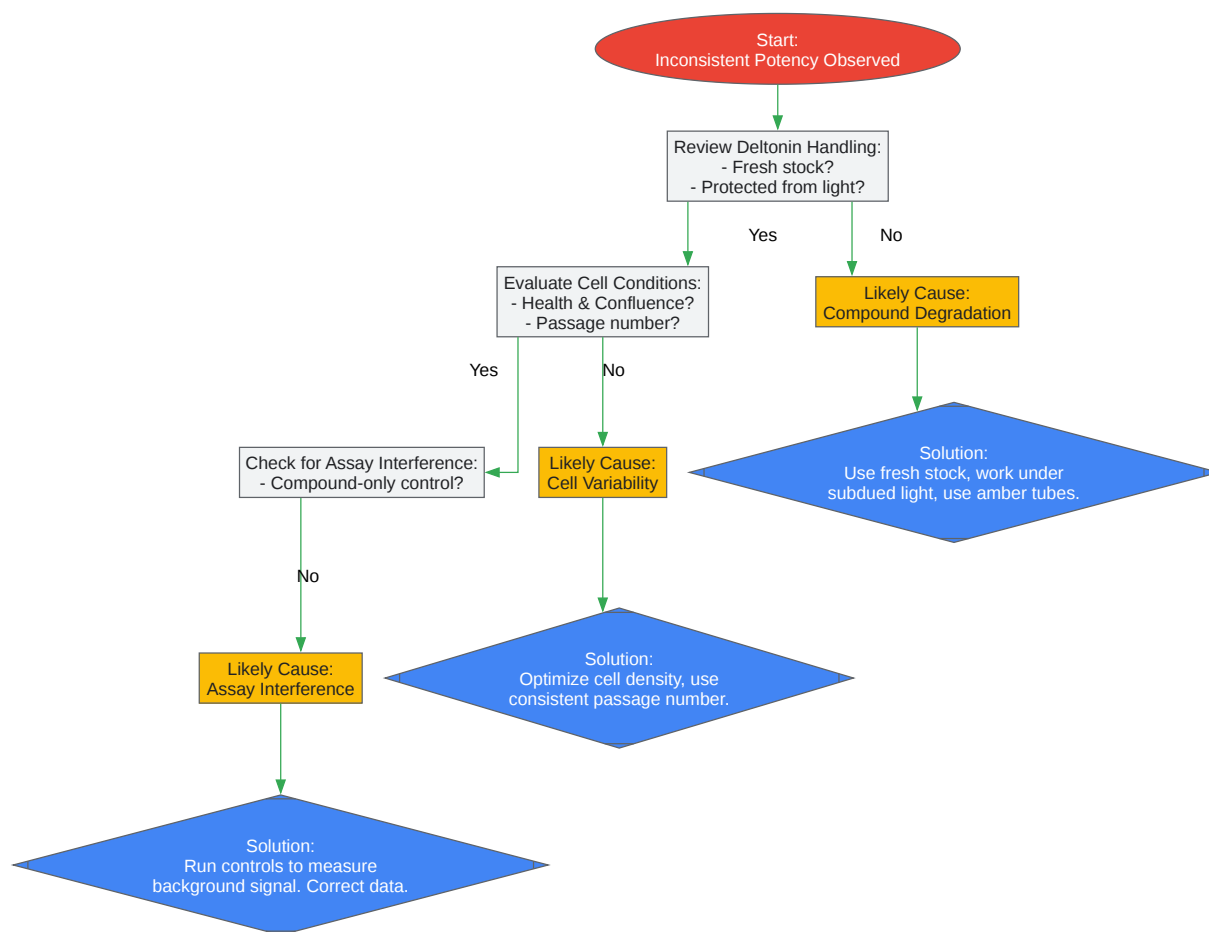 Start:
Inconsistent Potency Observed
Review Deltonin Handling:
- Fresh stock?
- Protected from light?
Yes
No
Evaluate Cell Conditions:
- Health & Confluence?
- Passage number?
Likely Cause:
Compound Degradation
Yes
No
Solution:
Use fresh stock, work under
subdued light, use amber tubes.
Check for Assay Interference:
- Compound-only control?
Likely Cause:
Cell Variability
No
Solution:
Optimize cell density, use
consistent passage number.
Likely Cause:
Assay Interference
Solution:
Run controls to measure
background signal. Correct data.